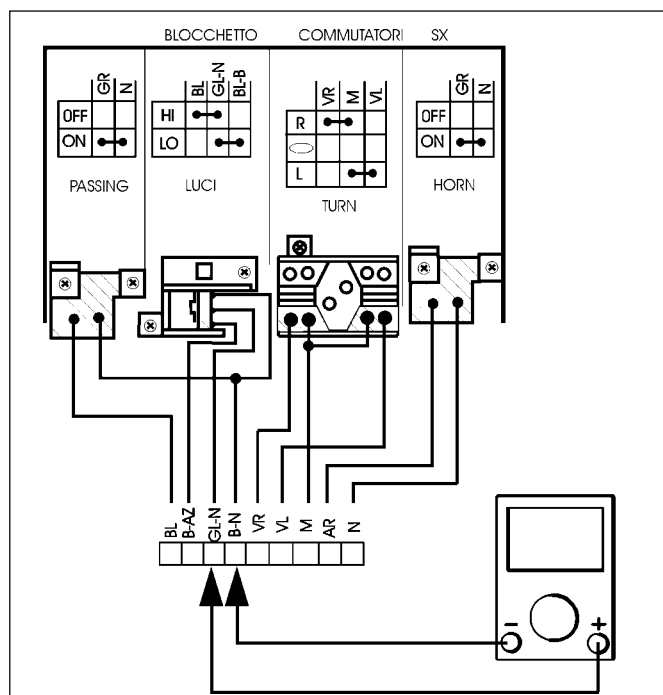 BLOCCHETTO COMMUTATORI SX
GR N
OFF
ON
PASSING
BL GL-N BL-B
HI
LO
LUCI
VR M VL
R
L
TURN
GR N
OFF
ON
HORN
BL B-AZ GL-N B-N VR VL M AR N
- +